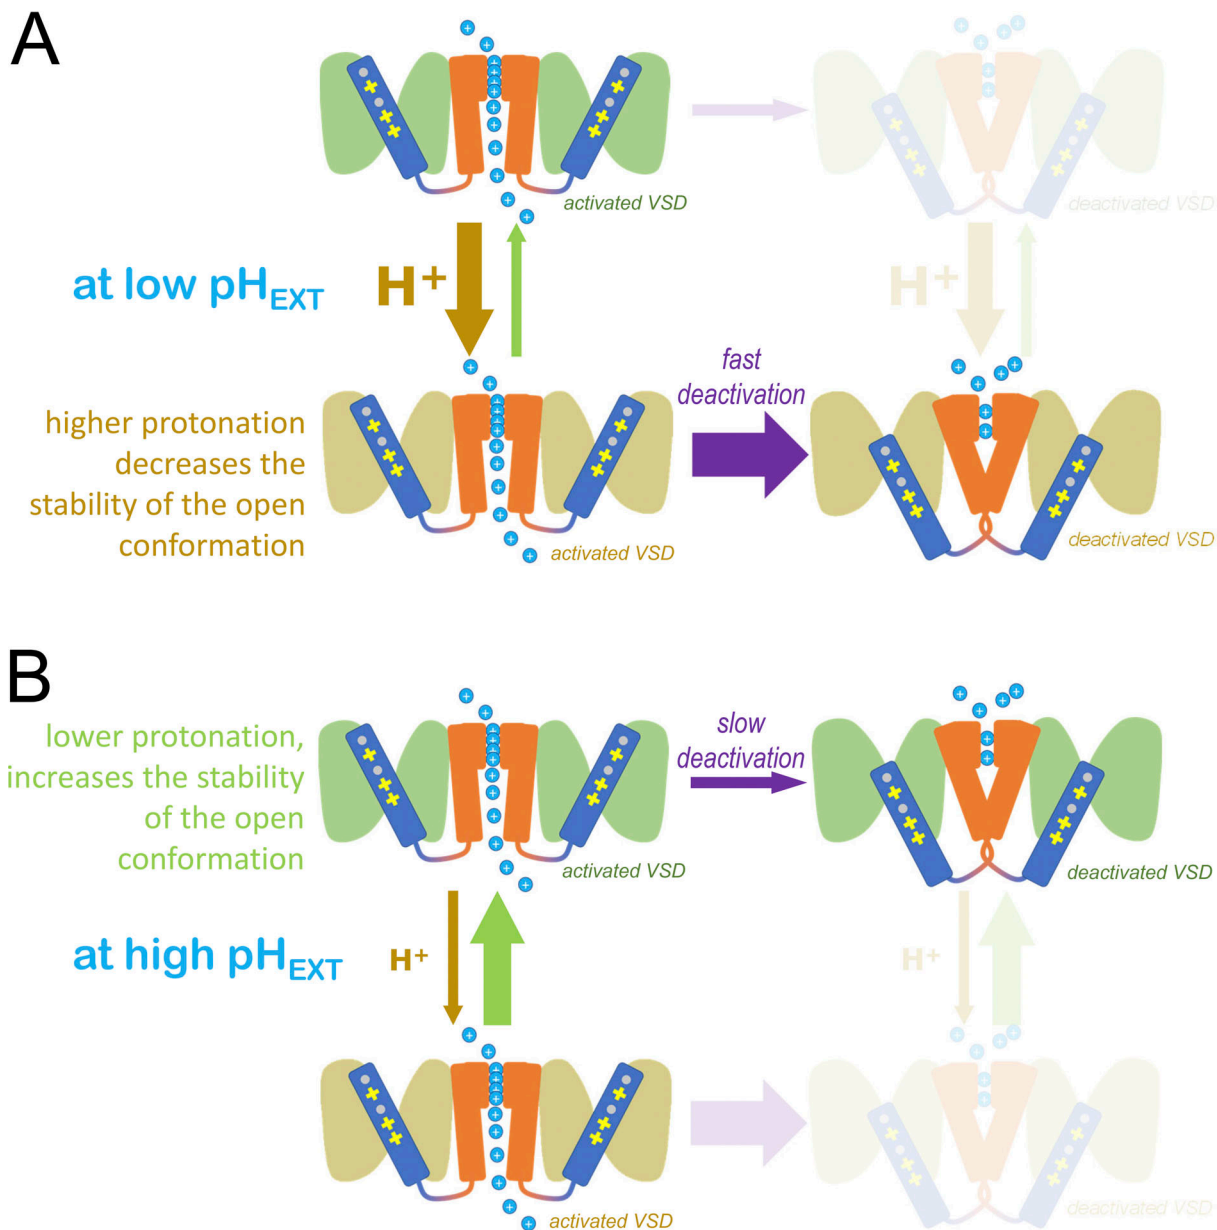 A
activated VSD
deactivated VSD
at low pHEXT
H+
H+
fast
deactivation
higher protonation
decreases the
stability of the open
conformation
activated VSD
deactivated VSD
B
lower protonation,
increases the stability
of the open
conformation
slow
deactivation
activated VSD
deactivated VSD
at high pHEXT
H+
H+
activated VSD
deactivated VSD